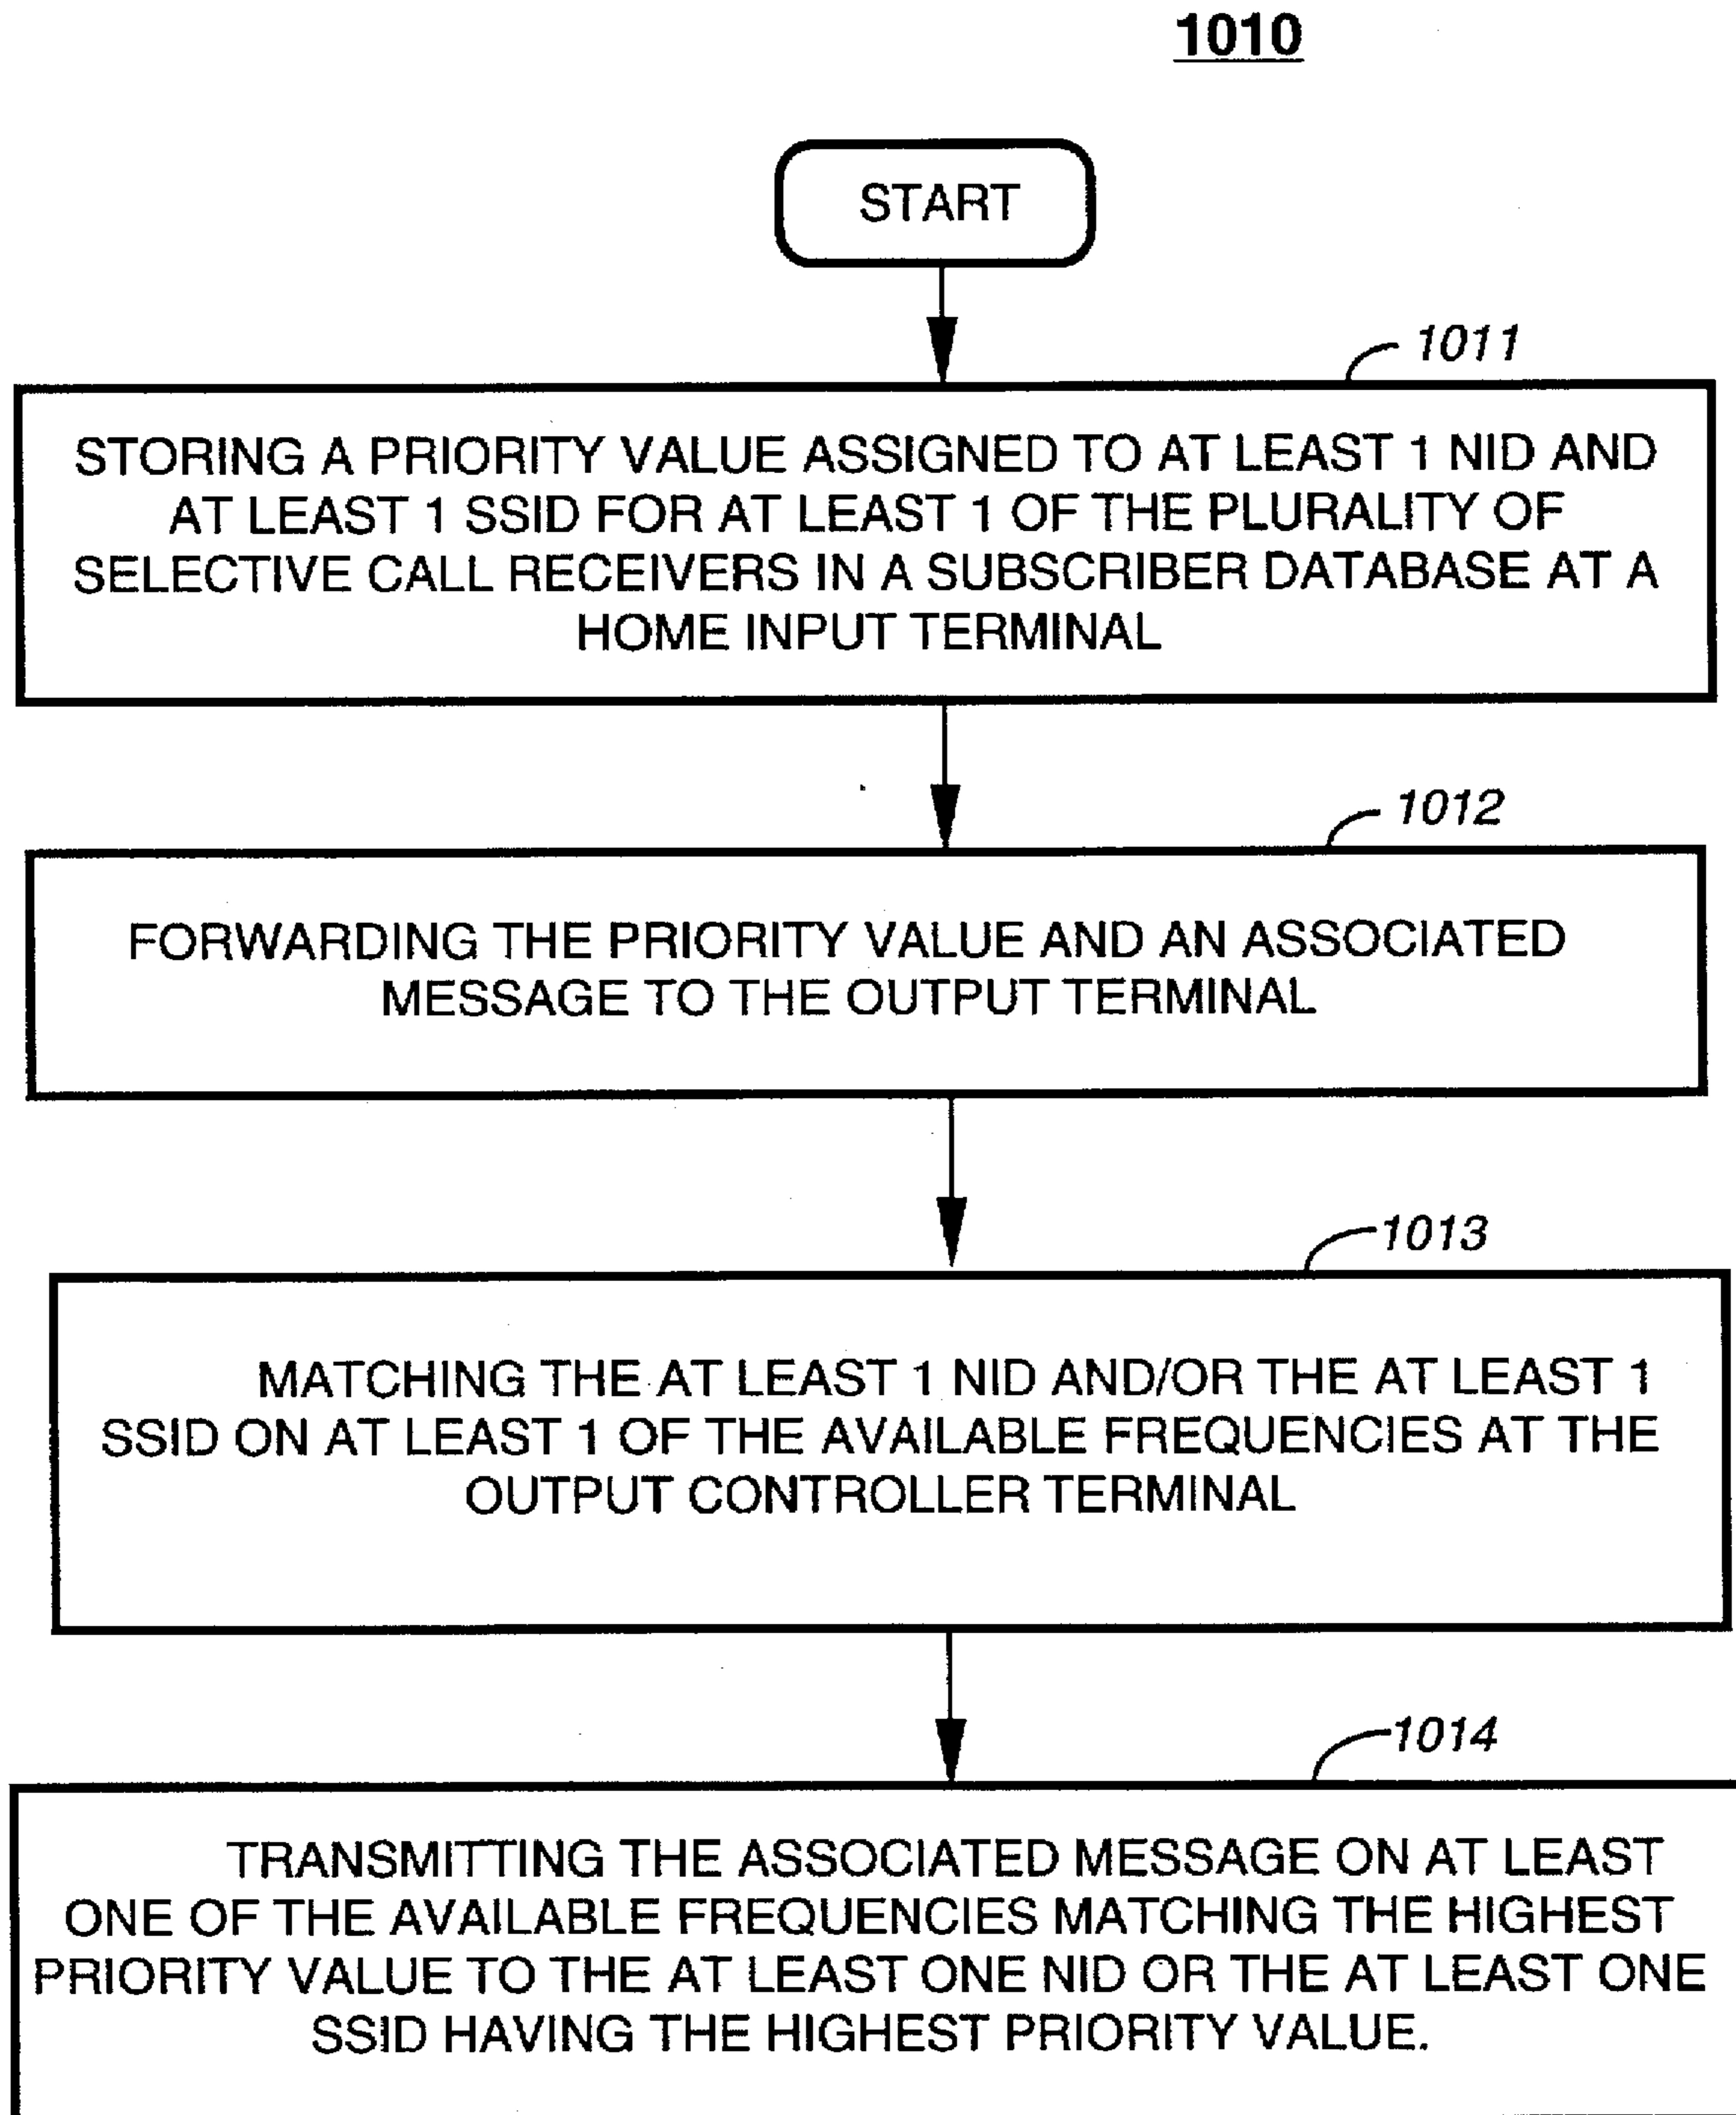 1010
START
1011
STORING A PRIORITY VALUE ASSIGNED TO AT LEAST 1 NID AND
AT LEAST 1 SSID FOR AT LEAST 1 OF THE PLURALITY OF
SELECTIVE CALL RECEIVERS IN A SUBSCRIBER DATABASE AT A
HOME INPUT TERMINAL
1012
FORWARDING THE PRIORITY VALUE AND AN ASSOCIATED
MESSAGE TO THE OUTPUT TERMINAL
1013
MATCHING THE AT LEAST 1 NID AND/OR THE AT LEAST 1
SSID ON AT LEAST 1 OF THE AVAILABLE FREQUENCIES AT THE
OUTPUT CONTROLLER TERMINAL
1014
TRANSMITTING THE ASSOCIATED MESSAGE ON AT LEAST
ONE OF THE AVAILABLE FREQUENCIES MATCHING THE HIGHEST
PRIORITY VALUE TO THE AT LEAST ONE NID OR THE AT LEAST ONE
SSID HAVING THE HIGHEST PRIORITY VALUE.